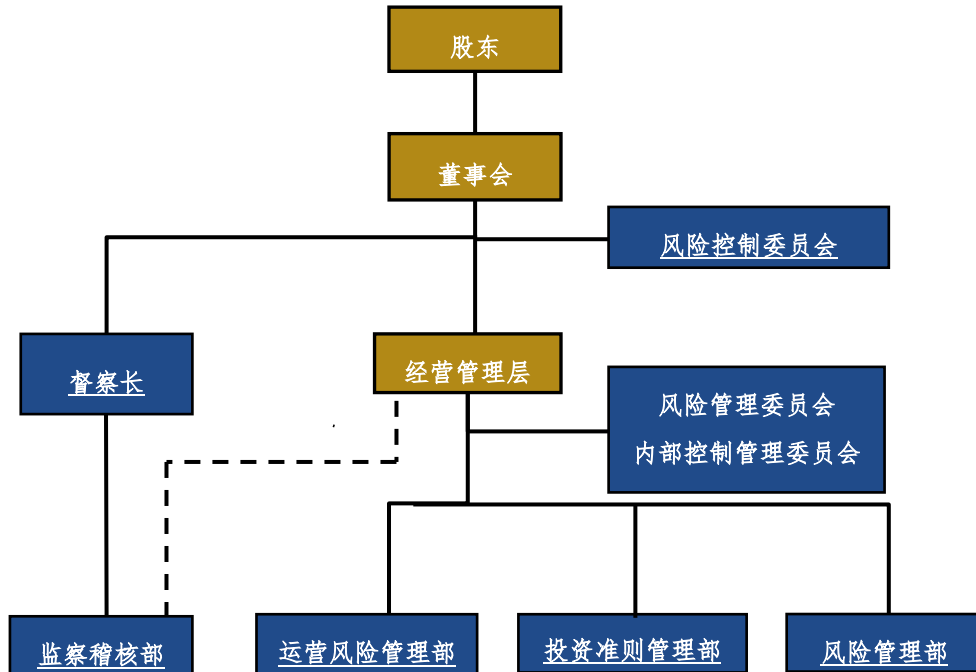 股东
董事会
风险控制委员会
督察长
经营管理层
风险管理委员会
内部控制管理委员会
监察稽核部
运营风险管理部
投资准则管理部
风险管理部